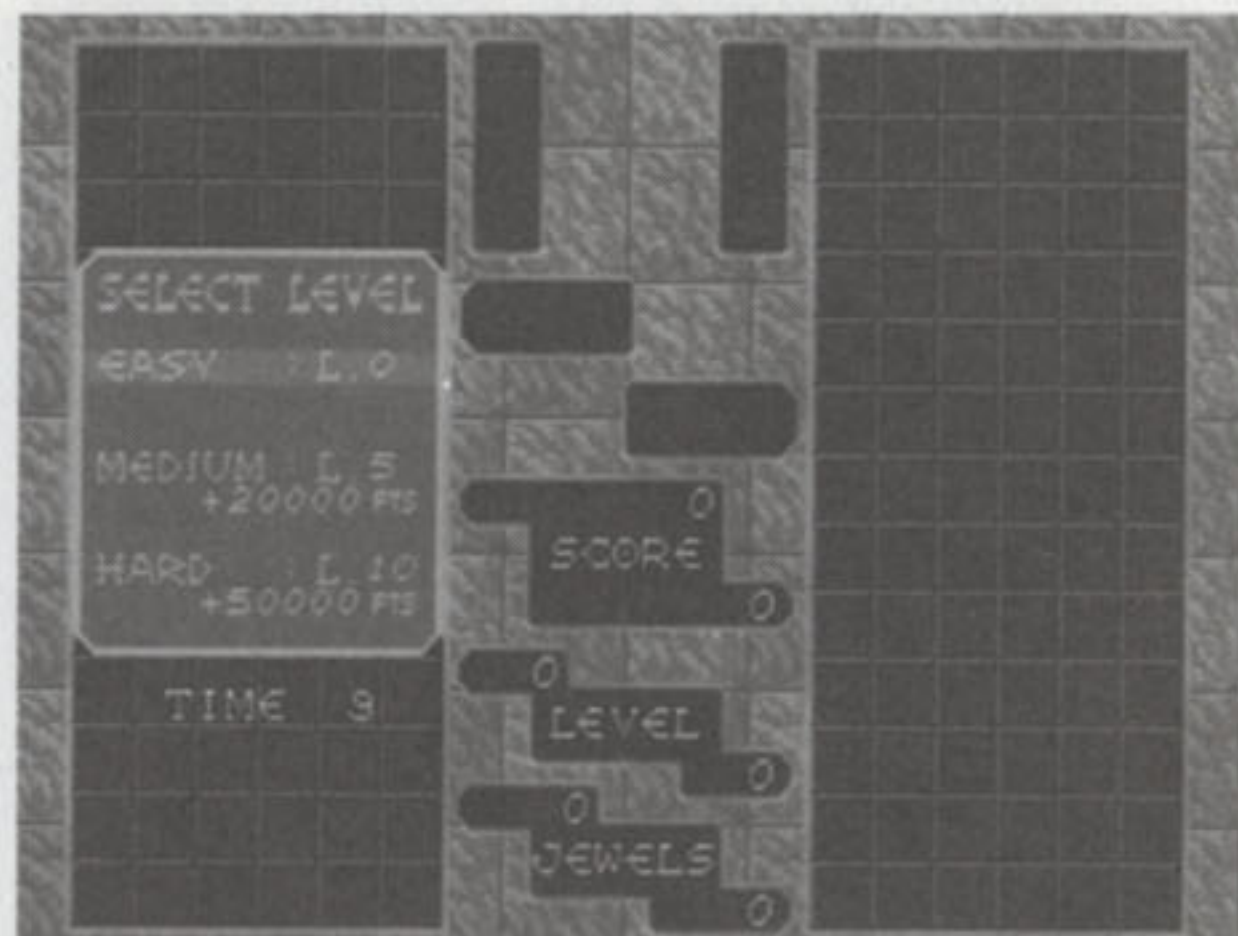 SELECT LEVEL
EASY : L. 0
MEDIUM : L 5
+20000 PTS
HARD : L 10
+50000 PTS
TIME 9
0
SCORE
0
0
LEVEL
0
0
JEWELS
0